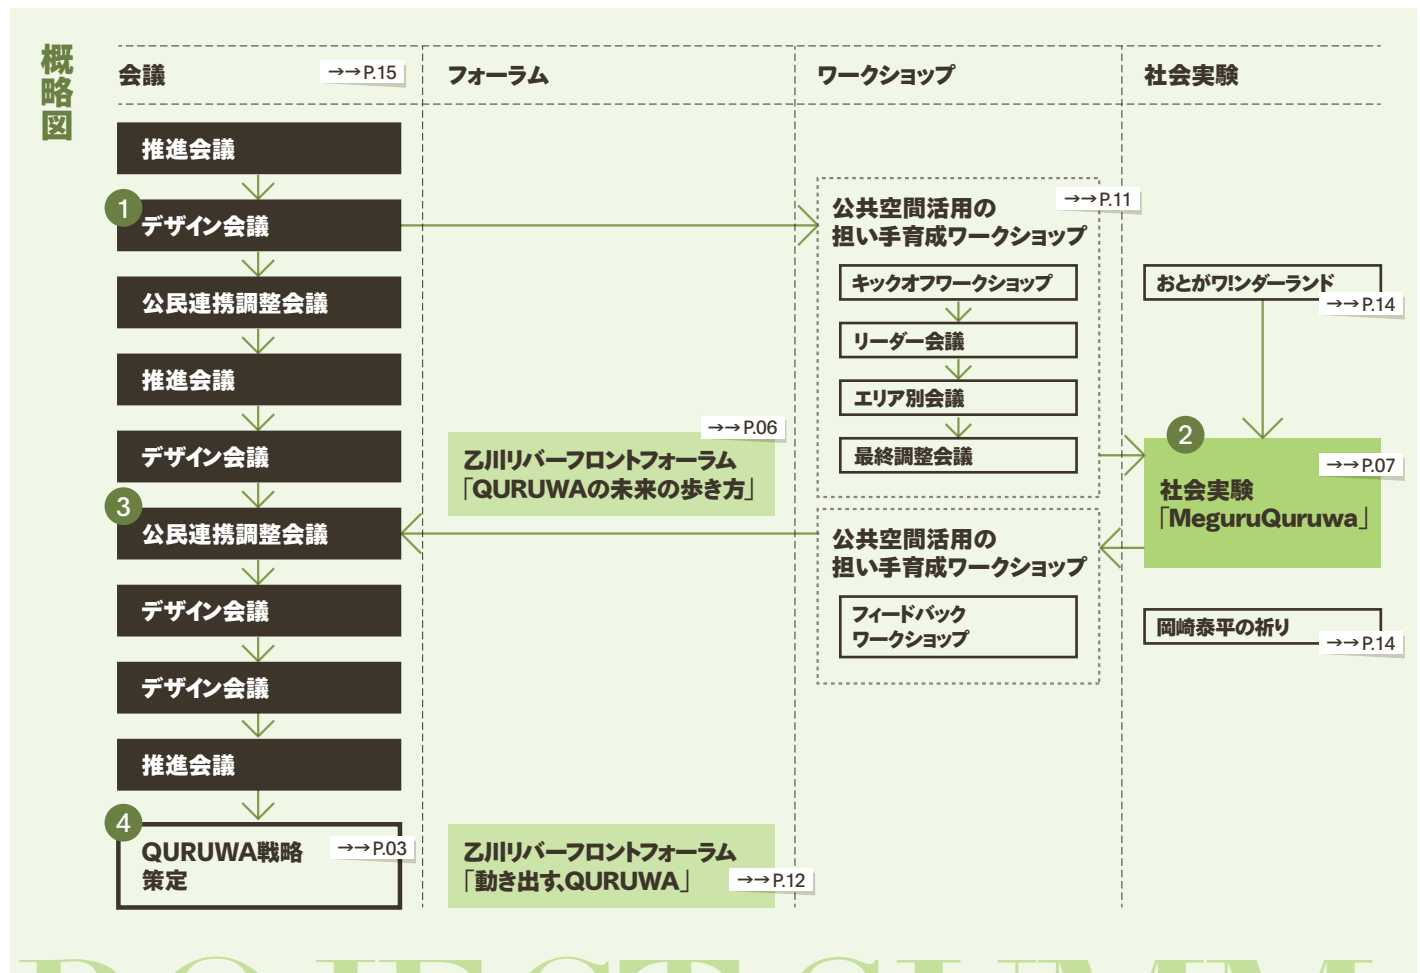 概略図
会議
→→P.15
フォーラム
ワークショップ
社会実験
推進会議
1
デザイン会議
公民連携調整会議
推進会議
デザイン会議
3
公民連携調整会議
デザイン会議
デザイン会議
推進会議
4
QURUWA戦略
策定
→→P.03
→→P.06
乙川リバーフロントフォーラム
「QURUWAの未来の歩き方」
乙川リバーフロントフォーラム
「動き出す、QURUWA」
→→P.12
→→P.11
公共空間活用の
担い手育成ワークショップ
キックオフワークショップ
リーダー会議
エリア別会議
最終調整会議
公共空間活用の
担い手育成ワークショップ
フィードバック
ワークショップ
おとがワ!ンダーランド
→→P.14
2
→→P.07
社会実験
「MeguruQuruwa」
岡崎泰平の祈り
→→P.14